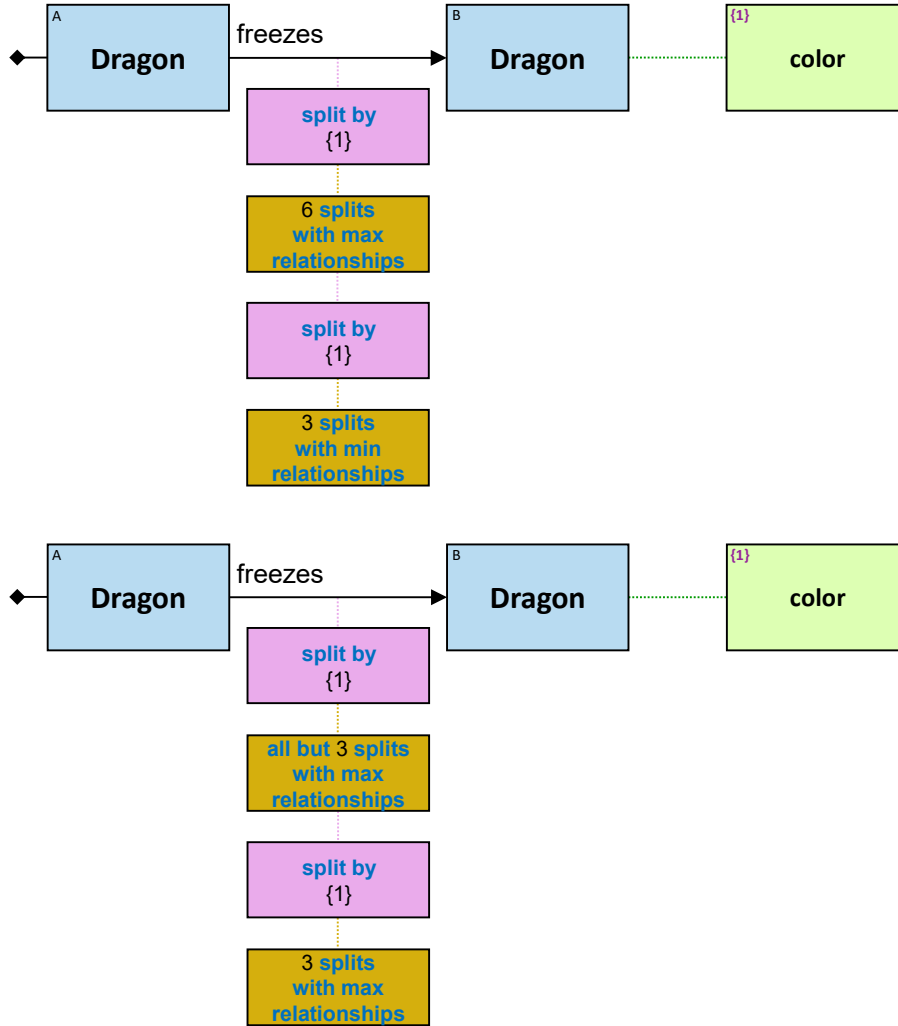 A
Dragon
freezes
B
Dragon
{1}
color
split by
{1}
6 splits
with max
relationships
split by
{1}
3 splits
with min
relationships
A
Dragon
freezes
B
Dragon
{1}
color
split by
{1}
all but 3 splits
with max
relationships
split by
{1}
3 splits
with max
relationships